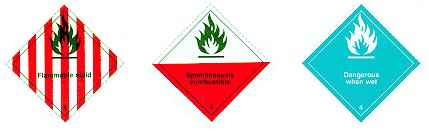 Flammable solid
4
Spontaneously
combustible
4
Dangerous
when wet
4